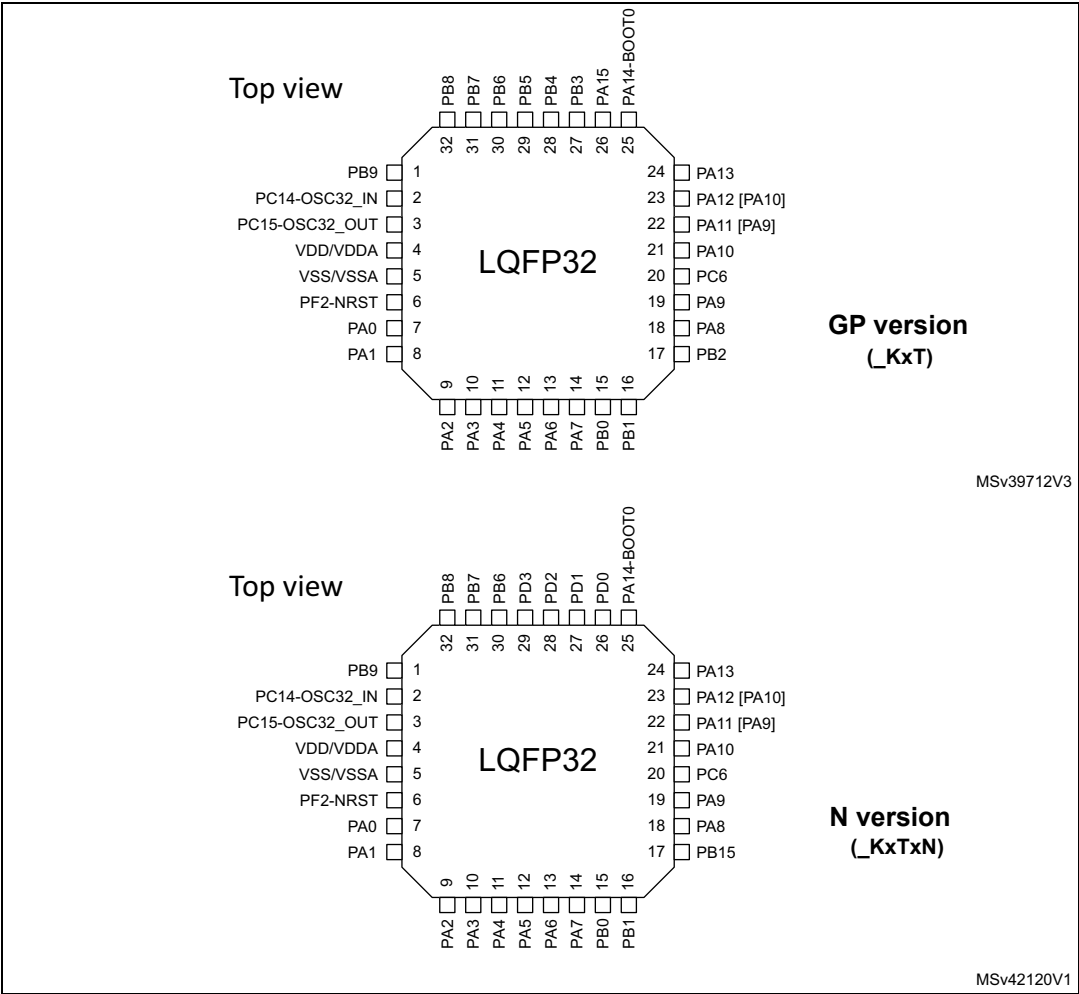 Top view
PB8
PB7
PB6
PB5
PB4
PB3
PA15
PA14-BOOT0
32
31
30
29
28
27
26
25
PB9 1
PC14-OSC32_IN 2
PC15-OSC32_OUT 3
VDD/VDDA 4
VSS/VSSA 5
PF2-NRST 6
PA0 7
PA1 8
LQFP32
24 PA13
23 PA12 [PA10]
22 PA11 [PA9]
21 PA10
20 PC6
19 PA9
18 PA8
17 PB2
9
10
11
12
13
14
15
16
PA2
PA3
PA4
PA5
PA6
PA7
PB0
PB1
GP version
(_KxT)
MSv39712V3
Top view
PB8
PB7
PB6
PD3
PD2
PD1
PD0
PA14-BOOT0
32
31
30
29
28
27
26
25
PB9 1
PC14-OSC32_IN 2
PC15-OSC32_OUT 3
VDD/VDDA 4
VSS/VSSA 5
PF2-NRST 6
PA0 7
PA1 8
LQFP32
24 PA13
23 PA12 [PA10]
22 PA11 [PA9]
21 PA10
20 PC6
19 PA9
18 PA8
17 PB15
9
10
11
12
13
14
15
16
PA2
PA3
PA4
PA5
PA6
PA7
PB0
PB1
N version
(_KxTxN)
MSv42120V1